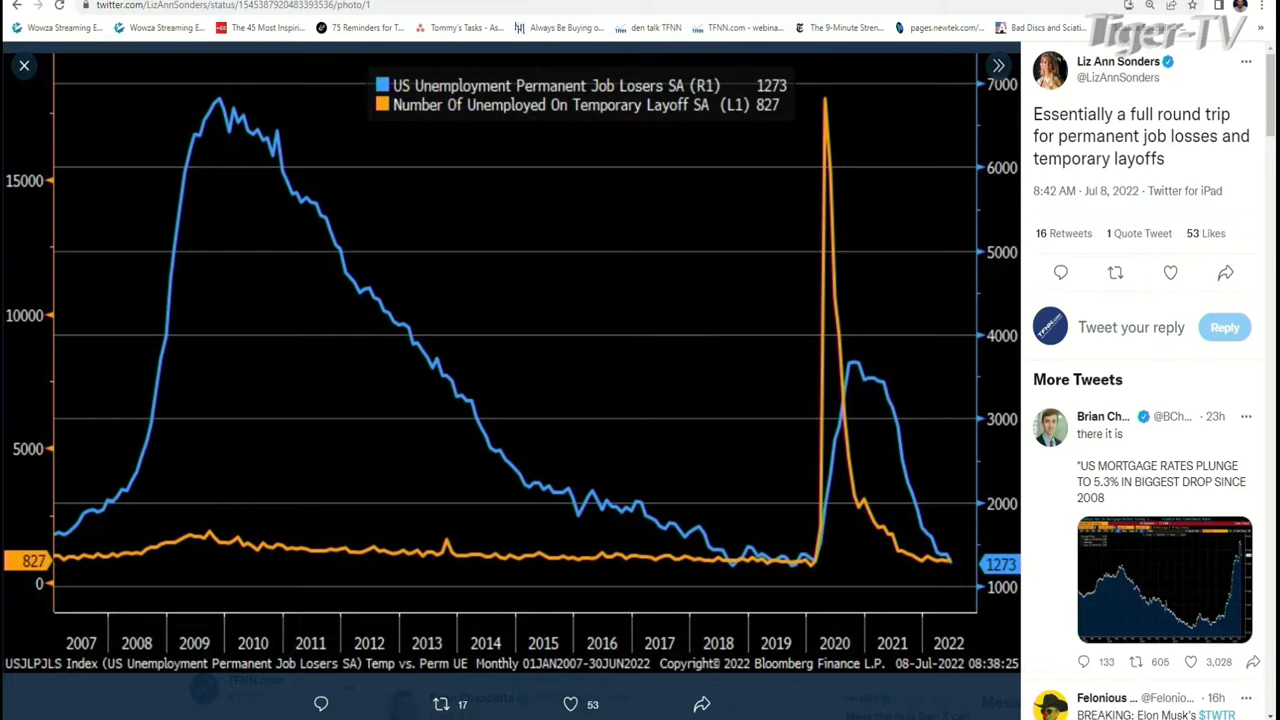 twitter.com/LizAnnSonders/status/1545387920483393536/photo/1
Wowza Streaming E...
Wowza Streaming E...
The 45 Most Inspiri...
75 Reminders for T...
Tommy's Tasks - As...
Always Be Buying o...
den talk TFNN
TFNN.com - webina...
The 9-Minute Stren...
pages.newtek.com/...
Bad Discs and Sciati...
Tiger-TV
US Unemployment Permanent Job Losers SA (R1) 1273
Number Of Unemployed On Temporary Layoff SA (L1) 827
15000
10000
5000
827
0
7000
6000
5000
4000
3000
2000
1273
1000
2007 2008 2009 2010 2011 2012 2013 2014 2015 2016 2017 2018 2019 2020 2021 2022
USJLPJLS Index (US Unemployment Permanent Job Losers SA) Temp vs. Perm UE Monthly 01JAN2007-30JUN2022 Copyright© 2022 Bloomberg Finance L.P. 08-Jul-2022 08:38:25
17
53
Liz Ann Sonders
@LizAnnSonders
Essentially a full round trip
for permanent job losses and
temporary layoffs
8:42 AM · Jul 8, 2022 · Twitter for iPad
16 Retweets 1 Quote Tweet 53 Likes
TFNN.com
Tweet your reply
Reply
More Tweets
Brian Ch... @BCh... · 23h
there it is
"US MORTGAGE RATES PLUNGE
TO 5.3% IN BIGGEST DROP SINCE
2008
133 605 3,028
Felonious ... @Felonio... · 16h
BREAKING: Elon Musk's $TWTR